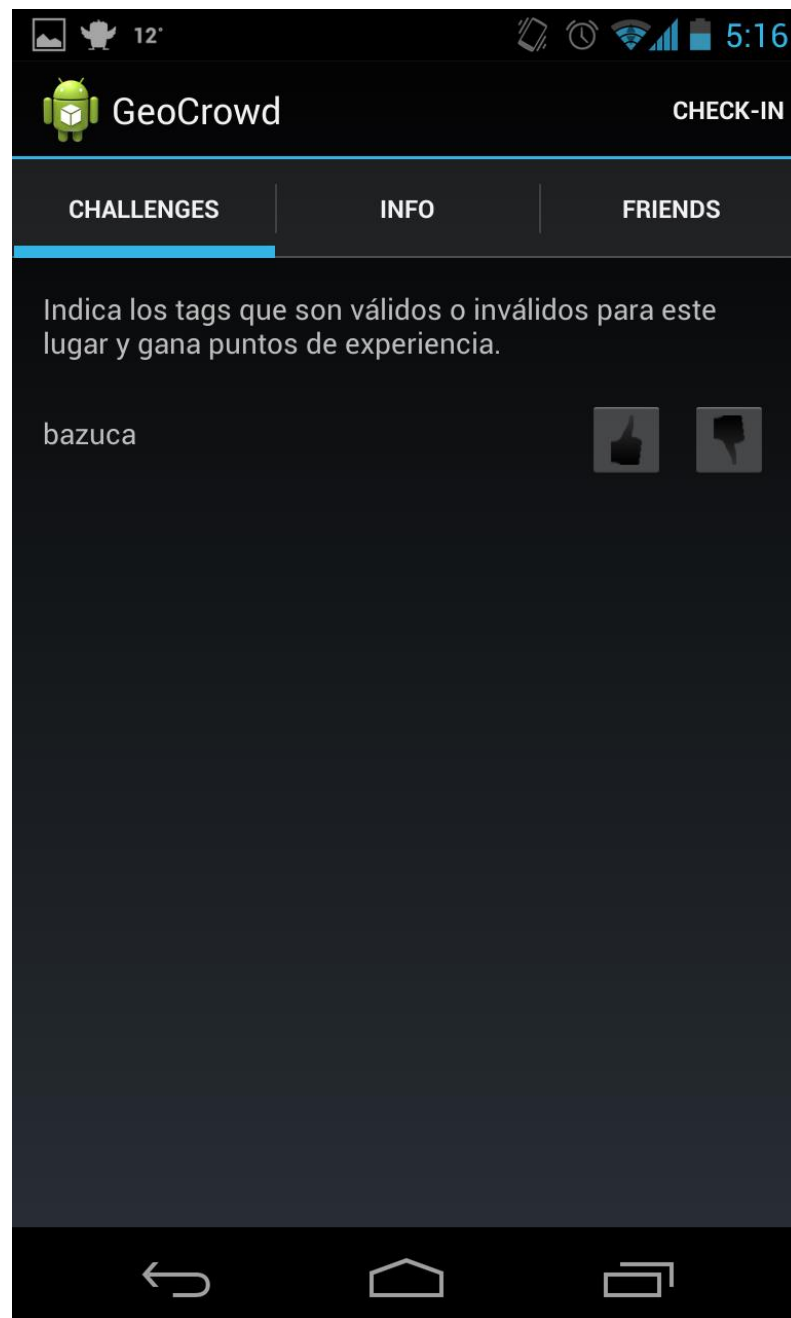 12° 5:16
GeoCrowd CHECK-IN
CHALLENGES INFO FRIENDS
Indica los tags que son válidos o inválidos para este
lugar y gana puntos de experiencia.
bazuca